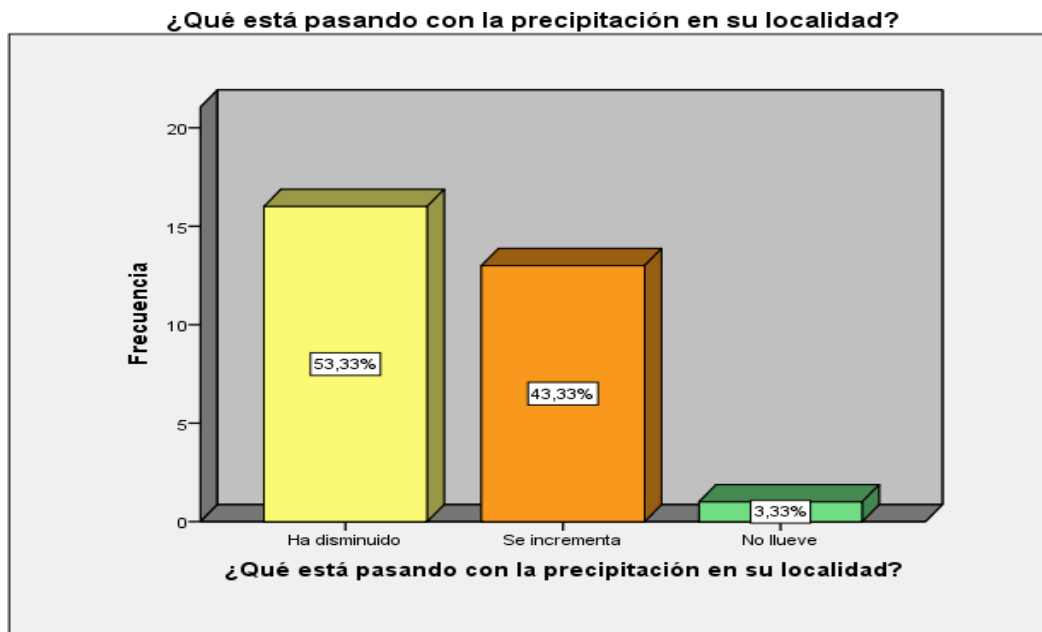 ¿Qué está pasando con la precipitación en su localidad?
20
15
10
5
0
Frecuencia
53,33%
43,33%
3,33%
Ha disminuido
Se incrementa
No llueve
¿Qué está pasando con la precipitación en su localidad?